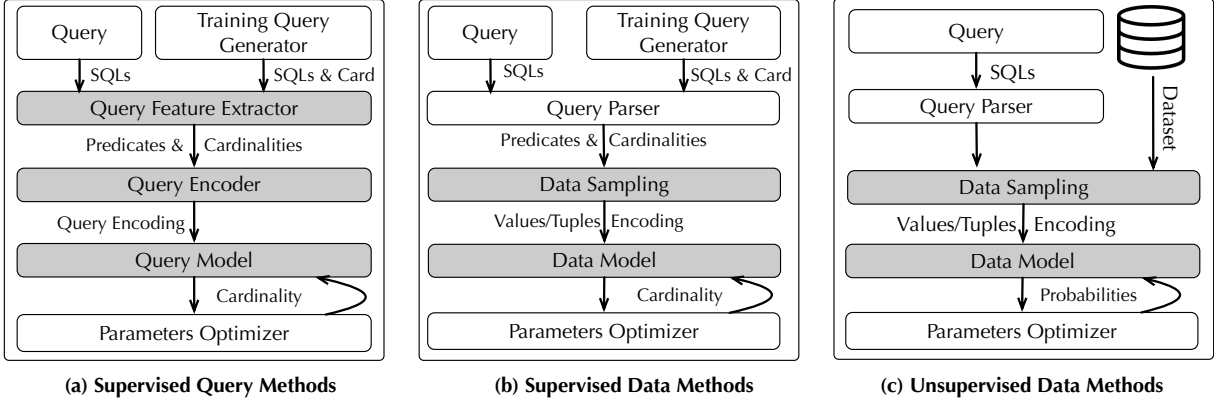 Query
Training Query
Generator
SQLs
SQLs & Card
Query Feature Extractor
Predicates & Cardinalities
Query Encoder
Query Encoding
Query Model
Cardinality
Parameters Optimizer
(a) Supervised Query Methods
Query
Training Query
Generator
SQLs
SQLs & Card
Query Parser
Predicates & Cardinalities
Data Sampling
Values/Tuples Encoding
Data Model
Cardinality
Parameters Optimizer
(b) Supervised Data Methods
Query
SQLs
Query Parser
Dataset
Data Sampling
Values/Tuples Encoding
Data Model
Probabilities
Parameters Optimizer
(c) Unsupervised Data Methods